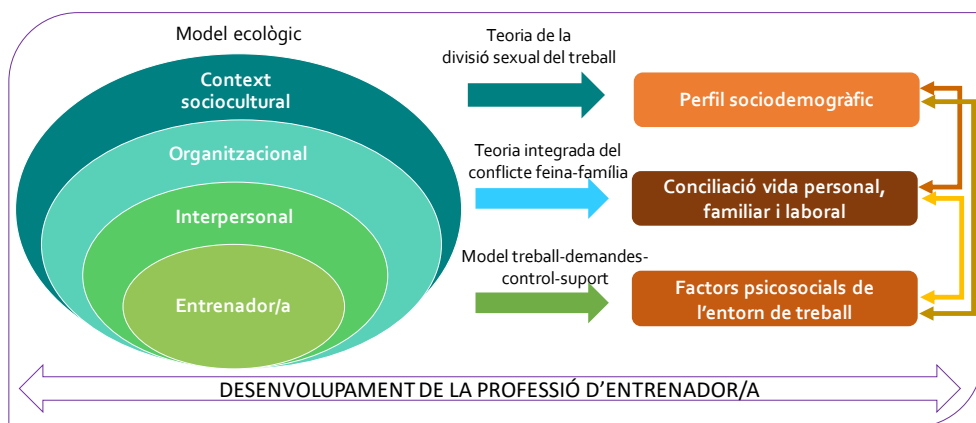 Model ecològic
Context
sociocultural
Organitzacional
Interpersonal
Entrenador/a
Teoria de la
divisió sexual del treball
Teoria integrada del
conflicte feina-família
Model treball-demandes-
control-suport
Perfil sociodemogràfic
Conciliació vida personal,
familiar i laboral
Factors psicosocials de
l'entorn de treball
DESENVOLUPAMENT DE LA PROFESSIÓ D'ENTRENADOR/A